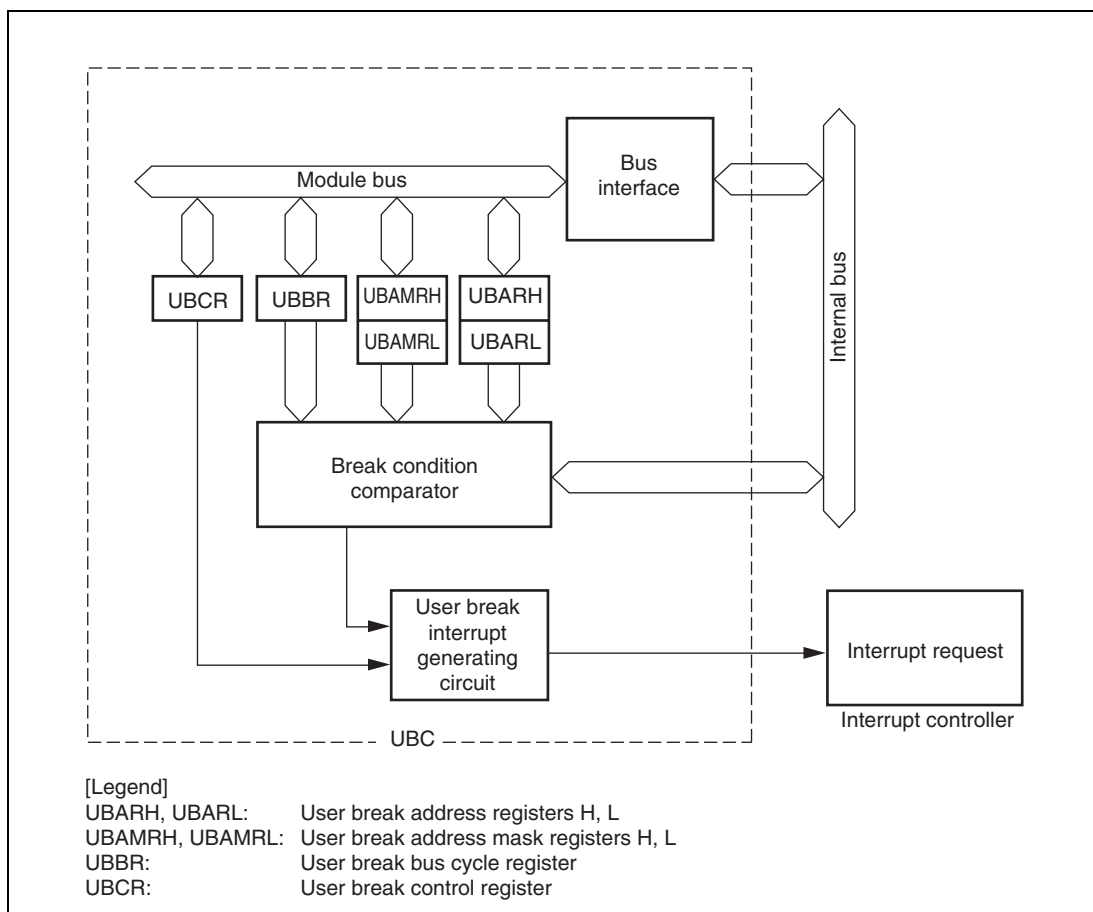 Bus
interface
Module bus
Internal bus
UBCR
UBBR
UBAMRH
UBARH
UBAMRL
UBARL
Break condition
comparator
User break
interrupt
generating
circuit
Interrupt request
Interrupt controller
UBC
[Legend]
UBARH, UBARL: User break address registers H, L
UBAMRH, UBAMRL: User break address mask registers H, L
UBBR: User break bus cycle register
UBCR: User break control register